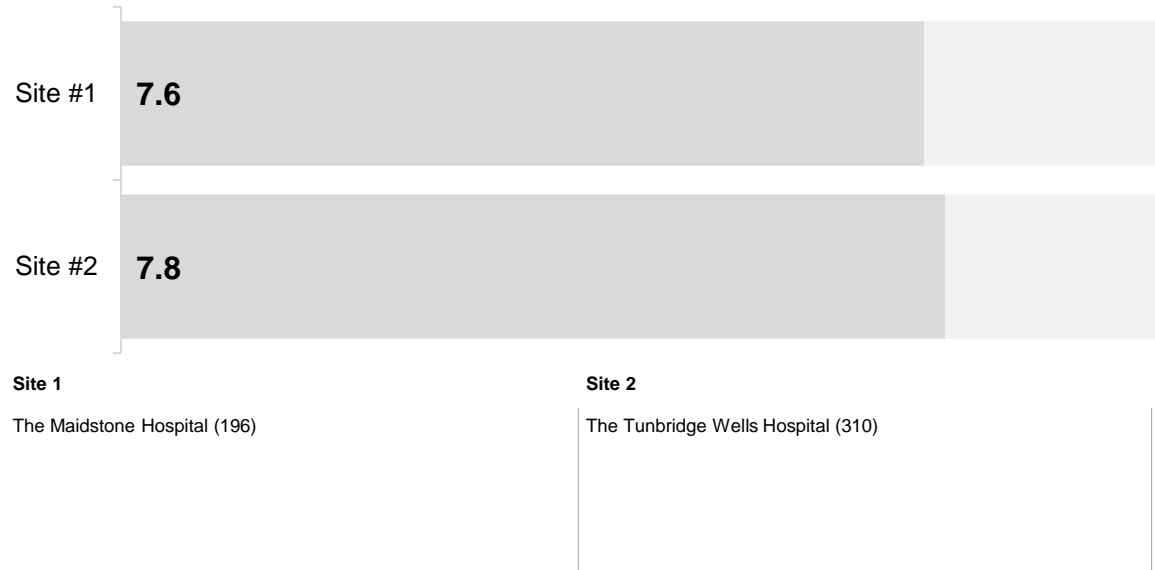 Site #1 7.6
Site #2 7.8
Site 1
The Maidstone Hospital (196)
Site 2
The Tunbridge Wells Hospital (310)